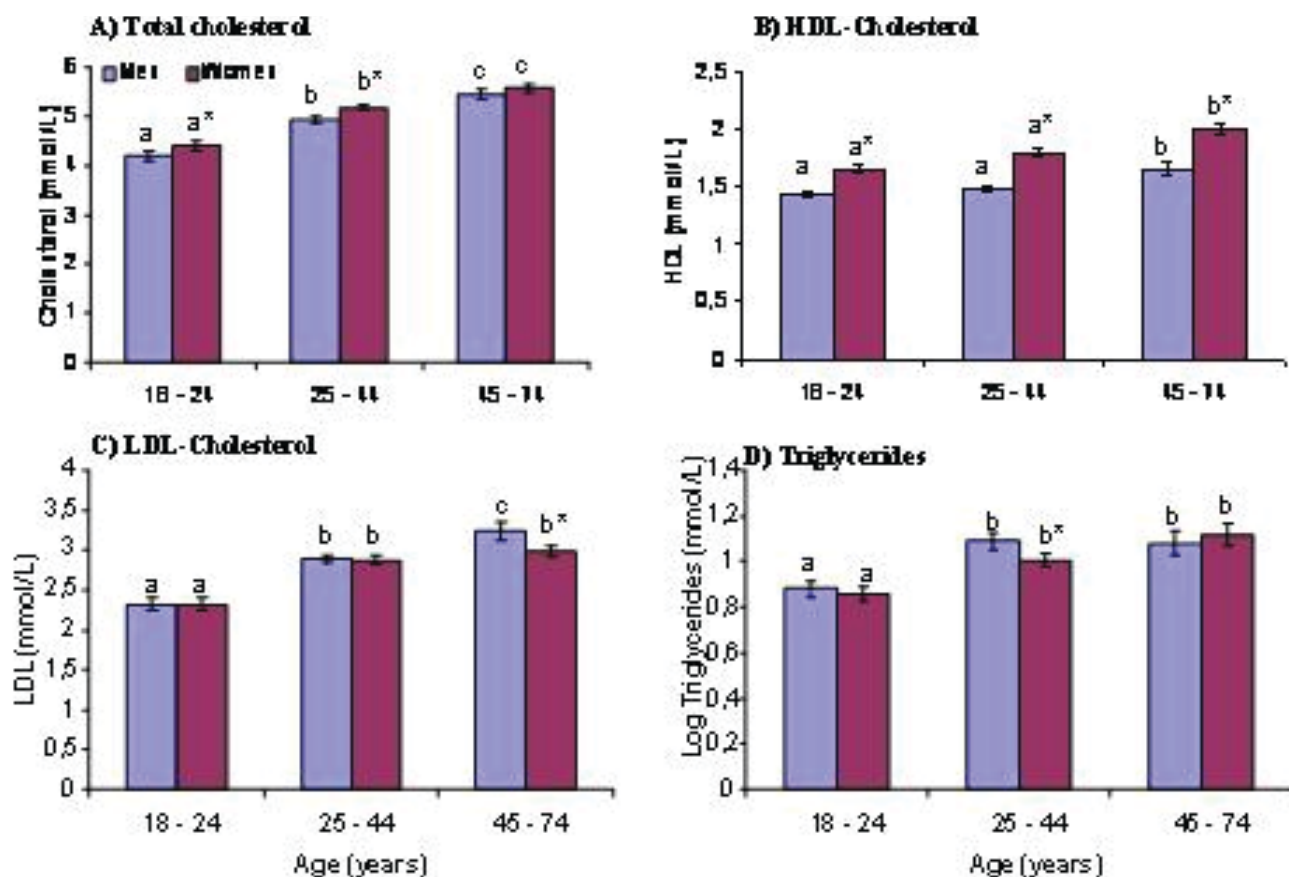 A) Total cholesterol
Men Women
Cholesterol [mmol/L]
6
5
4
3
2
1
0
a a* b b* c c
18 - 24 25 - 44 45 - 74
B) HDL-Cholesterol
HDL [mmol/L]
2,5
2
1,5
1
0,5
0
a a* a a* b b*
18 - 24 25 - 44 45 - 74
C) LDL-Cholesterol
LDL (mmol/L)
4
3,5
3
2,5
2
1,5
1
0,5
0
a a b b c b*
18 - 24 25 - 44 45 - 74
Age (years)
D) Triglycerides
Log Triglycerides (mmol/L)
1,4
1,2
1
0,8
0,6
0,4
0,2
0
a a b b* b b
18 - 24 25 - 44 45 - 74
Age (years)